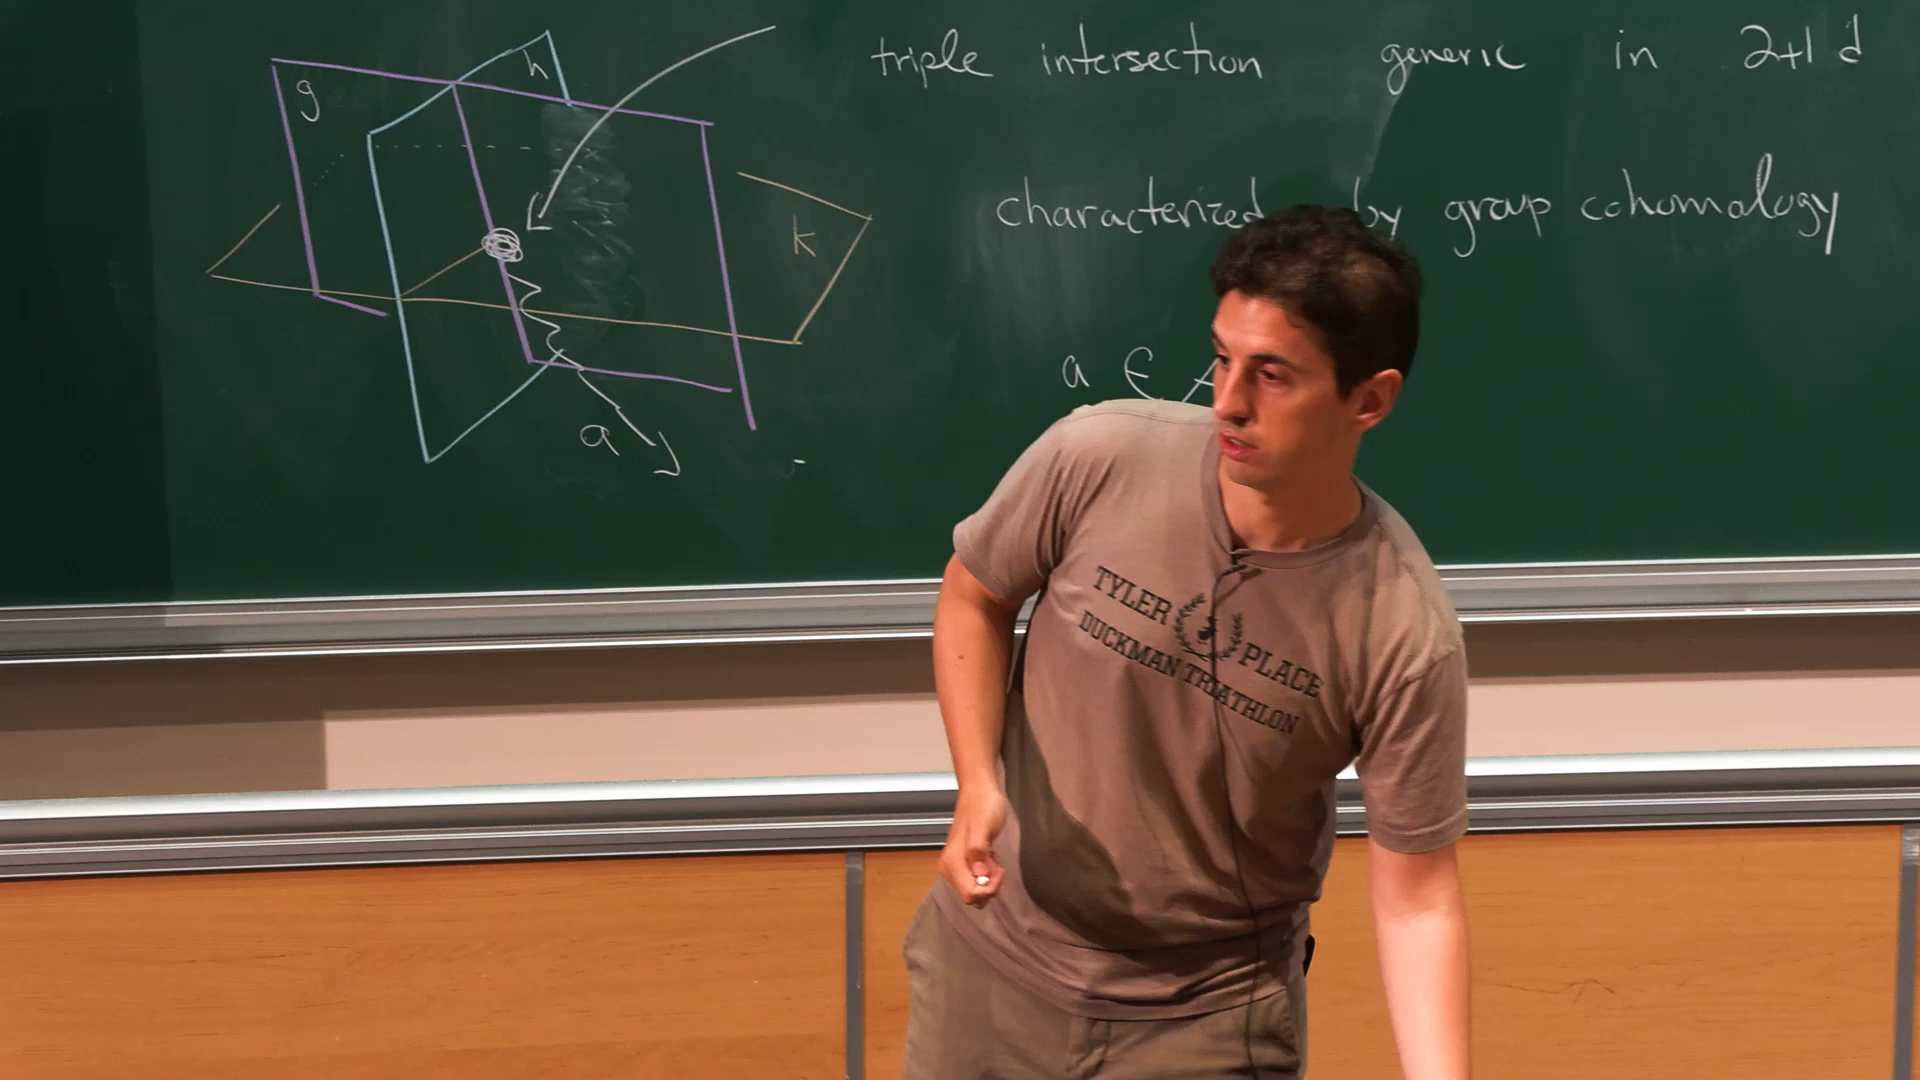 triple intersection generic in 2+1 d
characterized by group cohomology
a ∈ A
g
h
k
a
TYLER PLACE
DUCKMAN TRIATHLON